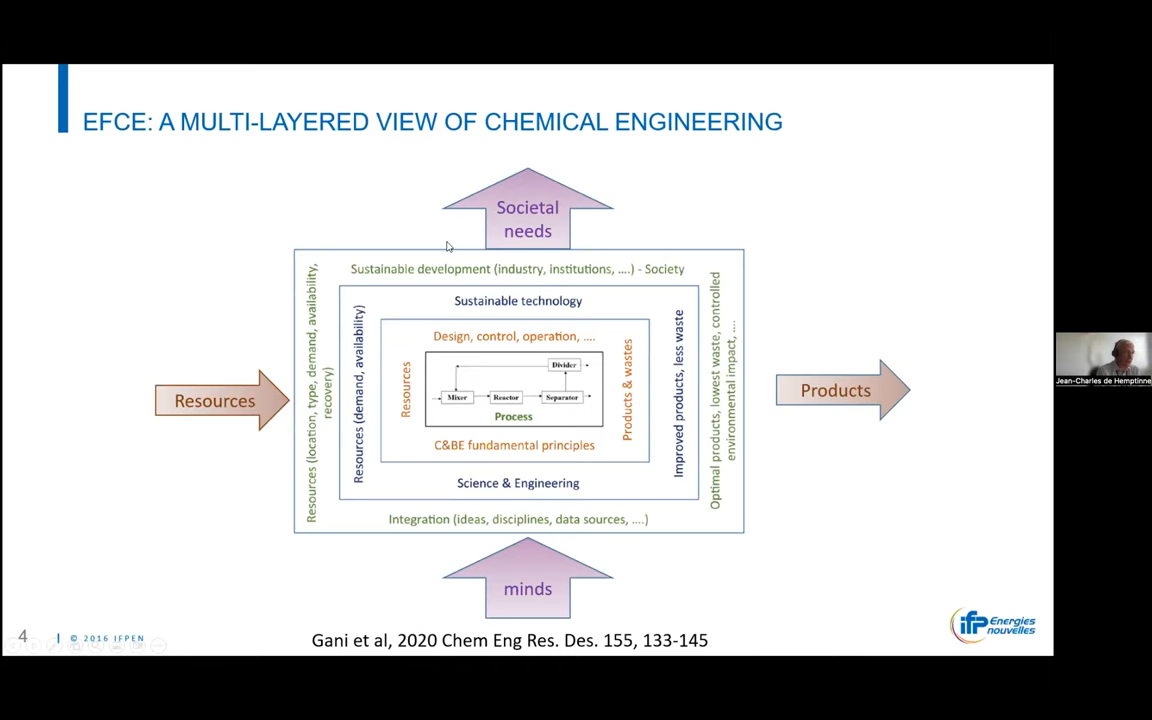 EFCE: A MULTI-LAYERED VIEW OF CHEMICAL ENGINEERING
Societal
needs
Sustainable development (industry, institutions, ....) - Society
Resources (location, type, demand, availability,
recovery)
Sustainable technology
Resources (demand, availability)
Design, control, operation, ....
Resources
Divider
Mixer
Reactor
Separator
Process
Products & wastes
C&BE fundamental principles
Improved products, less waste
Optimal products, lowest waste, controlled
environmental impact, ....
Science & Engineering
Integration (ideas, disciplines, data sources, ....)
Resources
Products
minds
Jean-Charles de Hemptinne
4
© 2016 IFPEN
Gani et al, 2020 Chem Eng Res. Des. 155, 133-145
ifp Energies
nouvelles